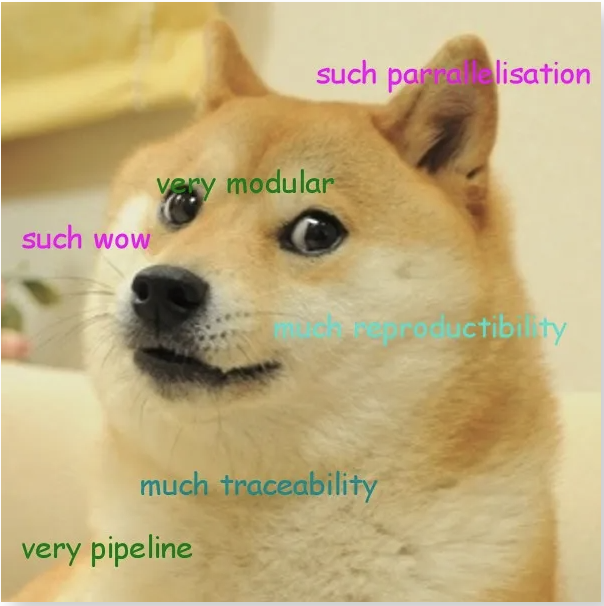 such parrallelisation
very modular
such wow
much reproductibility
much traceability
very pipeline